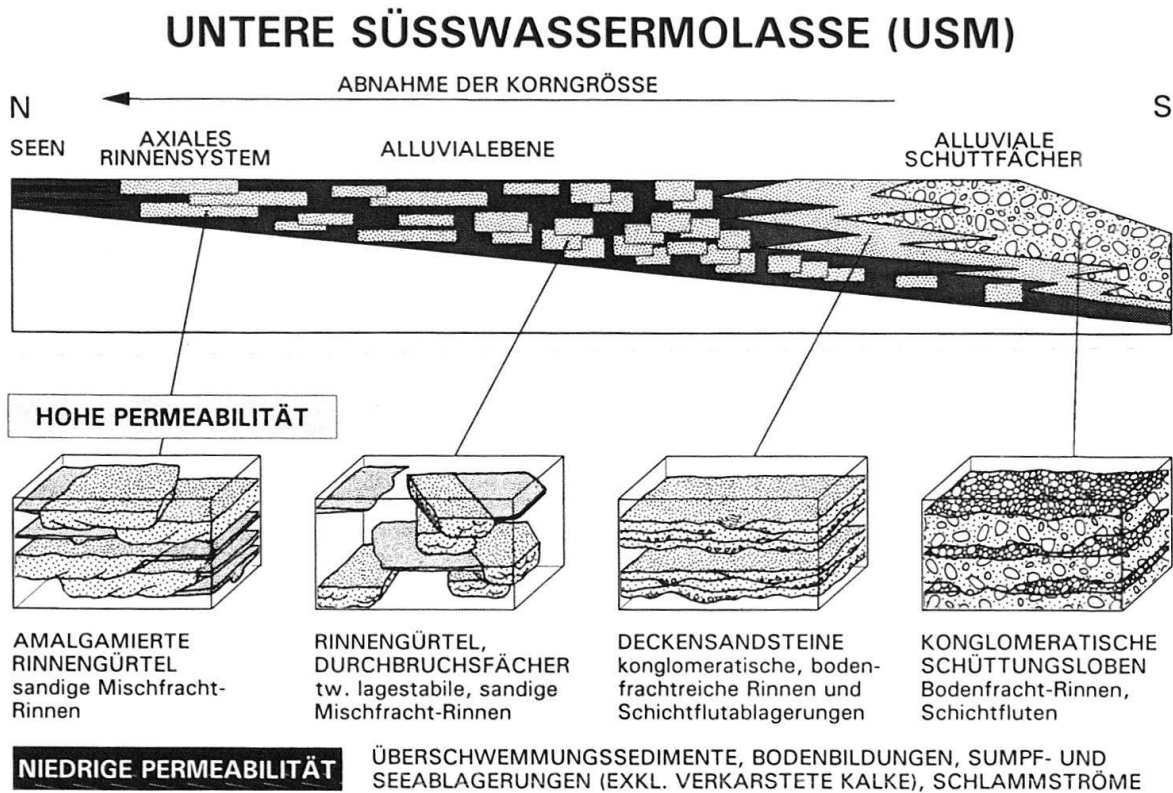 UNTERE SÜSSWASSERMOLASSE (USM)
ABNAHME DER KORNGRÖSSE
N
S
SEEN
AXIALES
RINNENSYSTEM
ALLUVIALEBENE
ALLUVIALE
SCHUTTFÄCHER
HOHE PERMEABILITÄT
AMALGAMIERTE
RINNENGÜRTEL
sandige Mischfracht-
Rinnen
RINNENGÜRTEL,
DURCHBRUCHSFÄCHER
tw. lagestabile, sandige
Mischfracht-Rinnen
DECKENSANDSTEINE
konglomeratische, boden-
frachtreiche Rinnen und
Schichtflutablagerungen
KONGLOMERATISCHE
SCHÜTTUNGSLOBEN
Bodenfracht-Rinnen,
Schichtfluten
NIEDRIGE PERMEABILITÄT
ÜBERSCHWEMMUNGSSEDIMENTE, BODENBILDUNGEN, SUMPF- UND
SEEABLAGERUNGEN (EXKL. VERKARSTETE KALKE), SCHLAMMSTRÖME